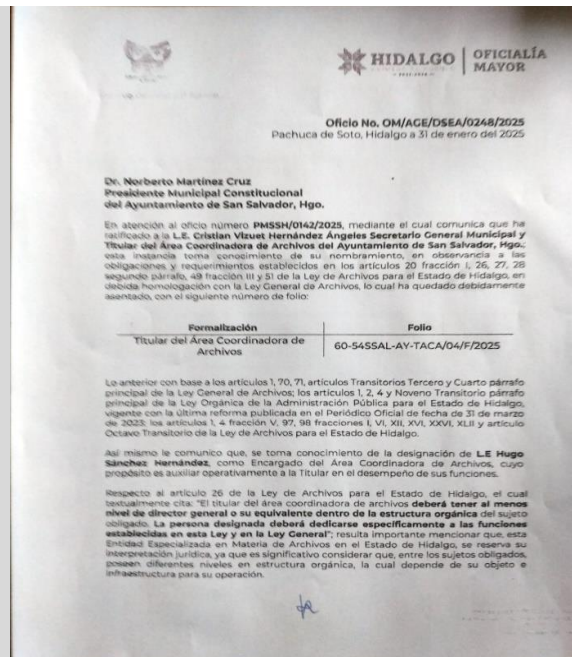 HIDALGO
OFICIALÍA
MAYOR
Oficio No. OM/AGE/DSEA/0248/2025
Pachuca de Soto, Hidalgo a 31 de enero del 2025
Dr. Norberto Martínez Cruz
Presidente Municipal Constitucional
del Ayuntamiento de San Salvador, Hgo.
En atención al oficio número PMSSH/0142/2025, mediante el cual comunica que ha
ratificado a la L.E. Cristian Vizuet Hernández Ángeles Secretario General Municipal y
Titular del Área Coordinadora de Archivos del Ayuntamiento de San Salvador, Hgo.;
esta instancia toma conocimiento de su nombramiento, en observancia a las
obligaciones y requerimientos establecidos en los artículos 20 fracción I, 26, 27, 28
segundo párrafo, 49 fracción III y 51 de la Ley de Archivos para el Estado de Hidalgo, en
debida homologación con la Ley General de Archivos, lo cual ha quedado debidamente
asentado, con el siguiente número de folio:
Formalización
Folio
Titular del Área Coordinadora de
Archivos
60-54SSAL-AY-TACA/04/F/2025
Lo anterior con base a los artículos 1, 70, 71, artículos Transitorios Tercero y Cuarto párrafo
principal de la Ley General de Archivos; los artículos 1, 2, 4 y Noveno Transitorio párrafo
principal de la Ley Orgánica de la Administración Pública para el Estado de Hidalgo,
vigente con la última reforma publicada en el Periódico Oficial de fecha 31 de marzo
de 2023; los artículos 1, 4 fracción V, 97, 98 fracciones I, VI, XII, XVI, XXVI, XLII y artículo
Octavo Transitorio de la Ley de Archivos para el Estado de Hidalgo.
Así mismo le comunico que, se toma conocimiento de la designación de L.E Hugo
Sánchez Hernández, como Encargado del Área Coordinadora de Archivos, cuyo
propósito es auxiliar operativamente a la Titular en el desempeño de sus funciones.
Respecto al artículo 26 de la Ley de Archivos para el Estado de Hidalgo, el cual
textualmente cita: "El titular del área coordinadora de archivos deberá tener al menos
nivel de director general o su equivalente dentro de la estructura orgánica del sujeto
obligado. La persona designada deberá dedicarse específicamente a las funciones
establecidas en esta Ley y en la Ley General"; resulta importante mencionar que, esta
Entidad Especializada en Materia de Archivos en el Estado de Hidalgo, se reserva su
interpretación jurídica, ya que es significativo considerar que, entre los sujetos obligados,
poseen diferentes niveles en estructura orgánica, la cual depende de su objeto e
infraestructura para su operación.